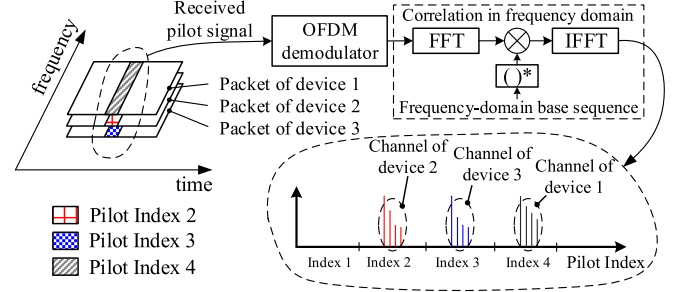 Received
pilot signal
frequency
time
Packet of device 1
Packet of device 2
Packet of device 3
OFDM
demodulator
Correlation in frequency domain
FFT
IFFT
()*
Frequency-domain base sequence
Pilot Index 2
Pilot Index 3
Pilot Index 4
Channel of
device 2
Channel of
device 3
Channel of
device 1
Index 1
Index 2
Index 3
Index 4
Pilot Index